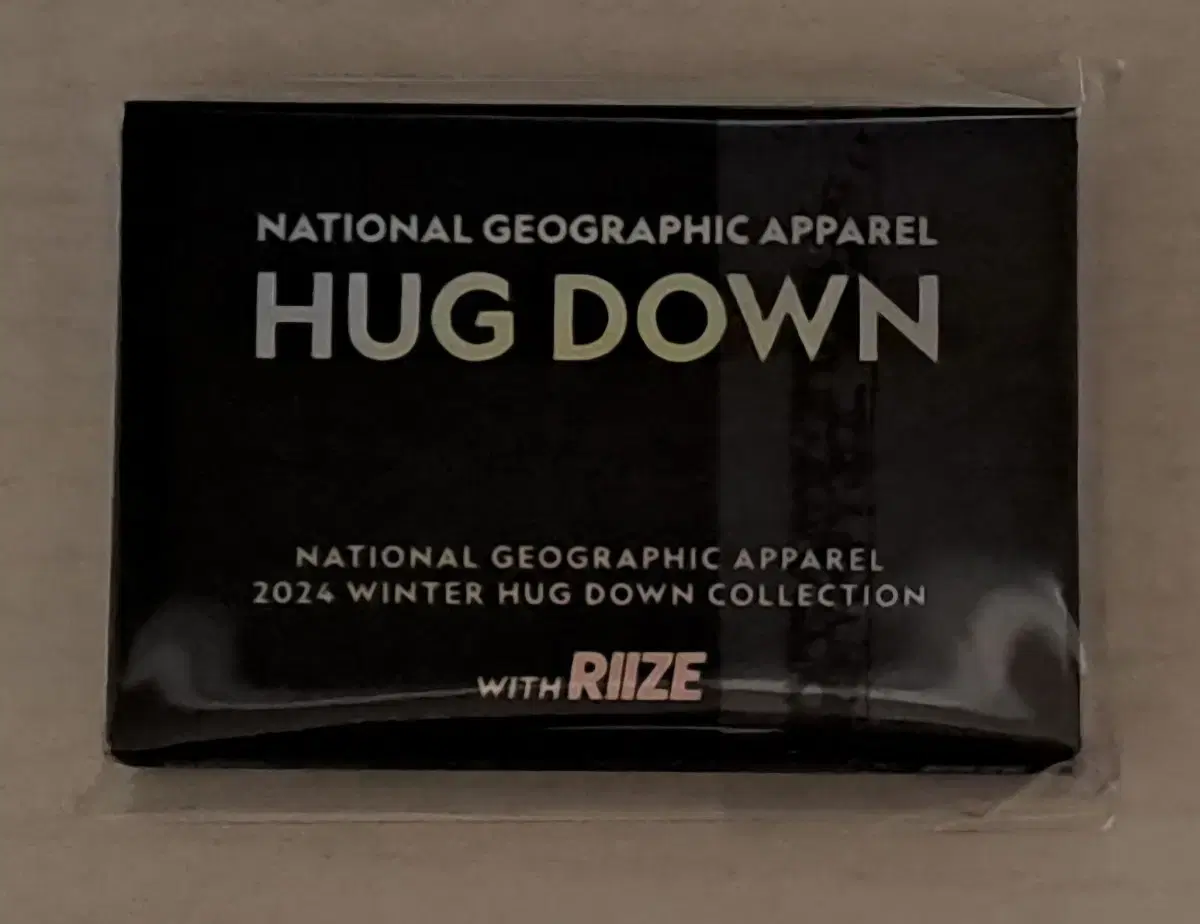 NATIONAL GEOGRAPHIC APPAREL
HUG DOWN
NATIONAL GEOGRAPHIC APPAREL
2024 WINTER HUG DOWN COLLECTION
WITH RIIZE